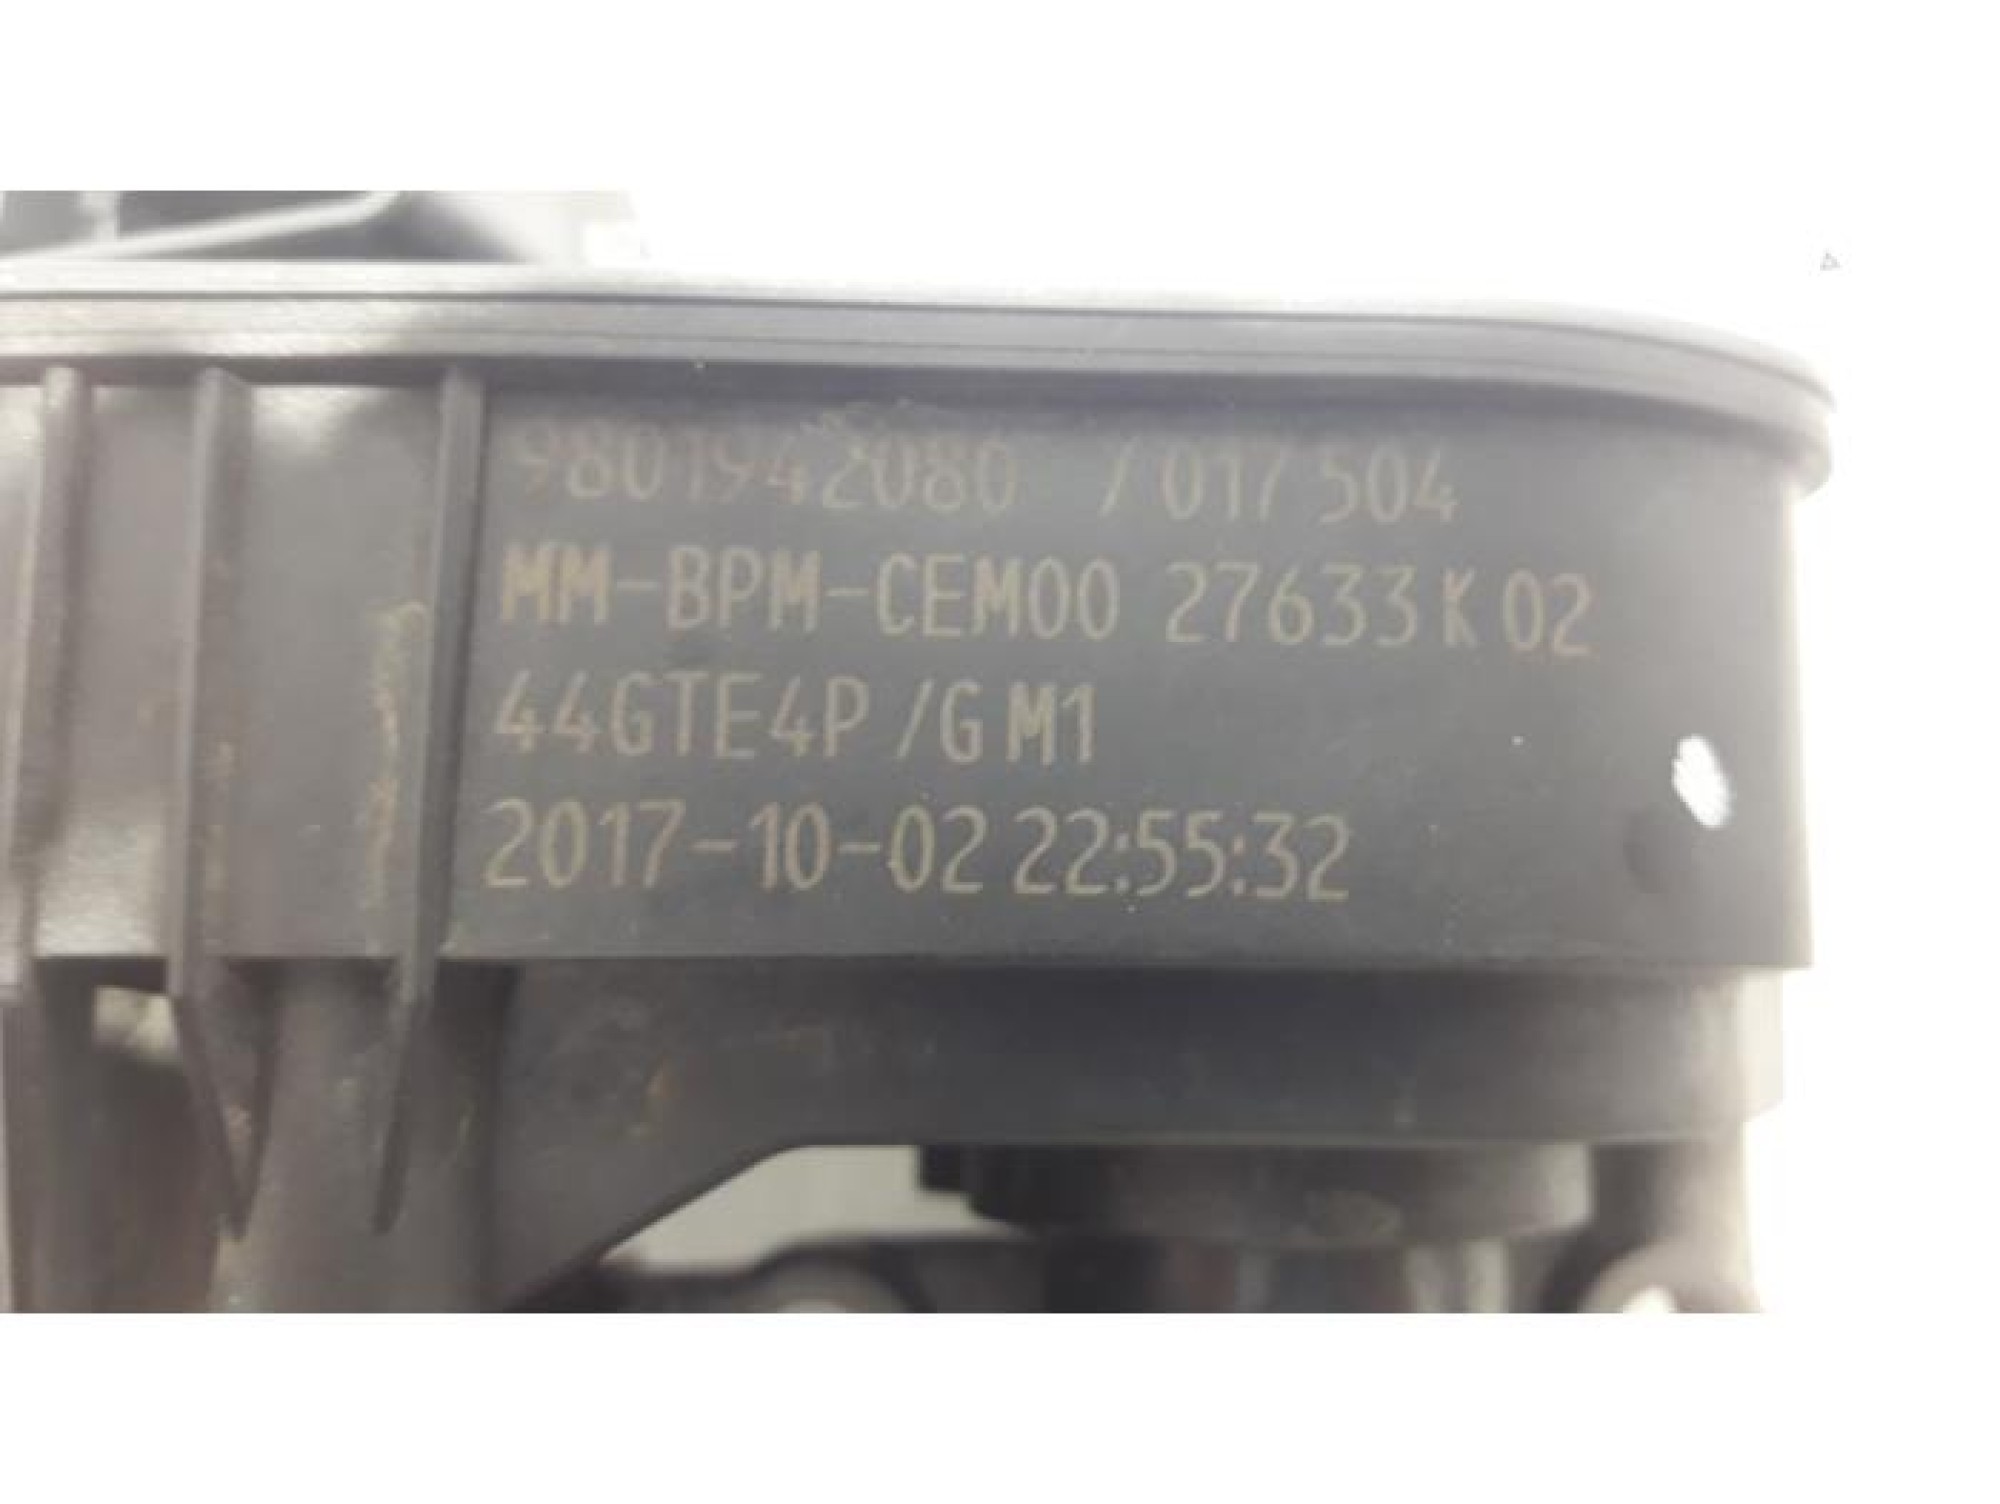 9801942080 /017 504
MM-BPM-CEM00 27633 K 02
44GTE4P /G M1
2017-10-02 22:55:32